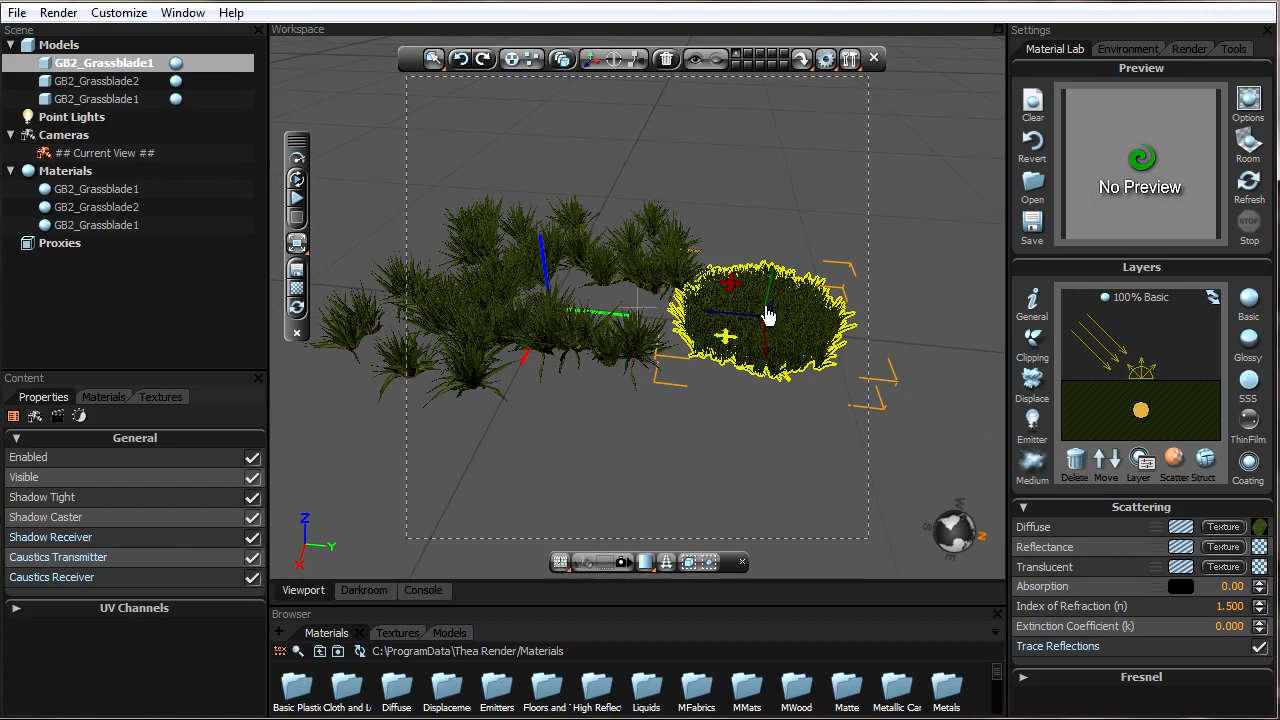 File Render Customize Window Help
Scene
Models
GB2_Grassblade1
GB2_Grassblade2
GB2_Grassblade1
Point Lights
Cameras
## Current View ##
Materials
GB2_Grassblade1
GB2_Grassblade2
GB2_Grassblade1
Proxies
Content
Properties Materials Textures
General
Enabled
Visible
Shadow Tight
Shadow Caster
Shadow Receiver
Caustics Transmitter
Caustics Receiver
UV Channels
Workspace
Z
Y
X
W
S
N
E
Viewport Darkroom Console
Browser
Materials Textures Models
tex C:\ProgramData\Thea Render/Materials
Basic Plastic Cloth and L Diffuse Displaceme Emitters Floors and High Reflec Liquids MFabrics MMats MWood Matte Metallic Car Metals
Settings
Material Lab Environment Render Tools
Preview
Clear
Revert
Open
Save
No Preview
Options
Room
Refresh
STOP
Stop
Layers
General
Clipping
Displace
Emitter
Medium
100% Basic
Delete Move Layer Scatter Struct
Basic
Glossy
SSS
ThinFilm
Coating
Scattering
Diffuse Texture
Reflectance Texture
Translucent Texture
Absorption 0.00
Index of Refraction (n) 1.500
Extinction Coefficient (k) 0.000
Trace Reflections
Fresnel